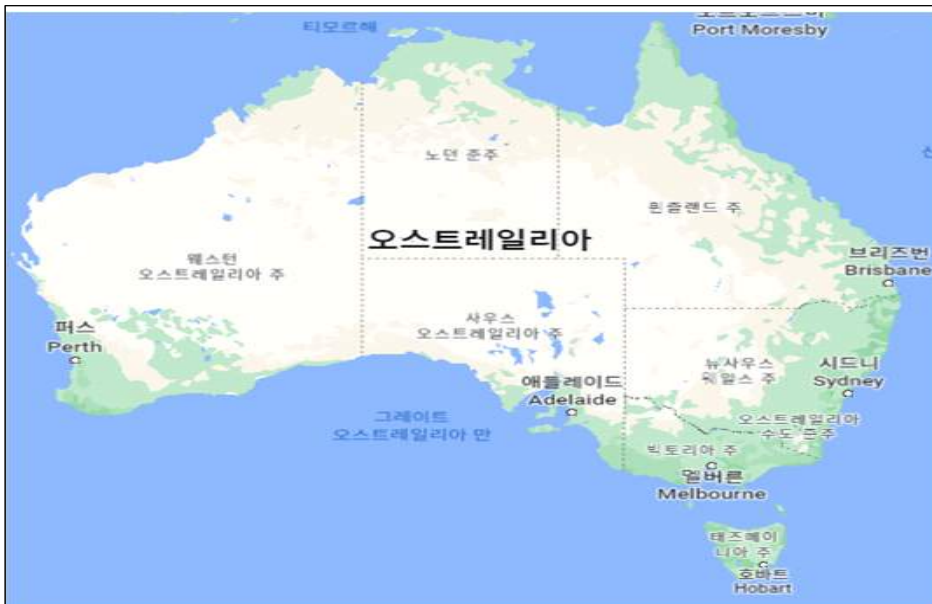 티모르해
Port Moresby
노던 준주
퀸즐랜드 주
오스트레일리아
웨스턴
오스트레일리아 주
브리즈번
Brisbane
사우스
오스트레일리아 주
퍼스
Perth
뉴사우스
웨일스 주
시드니
Sydney
애들레이드
Adelaide
그레이트
오스트레일리아 만
오스트레일리아
수도 준주
빅토리아 주
멜버른
Melbourne
태즈메이
니아 주
호바트
Hobart